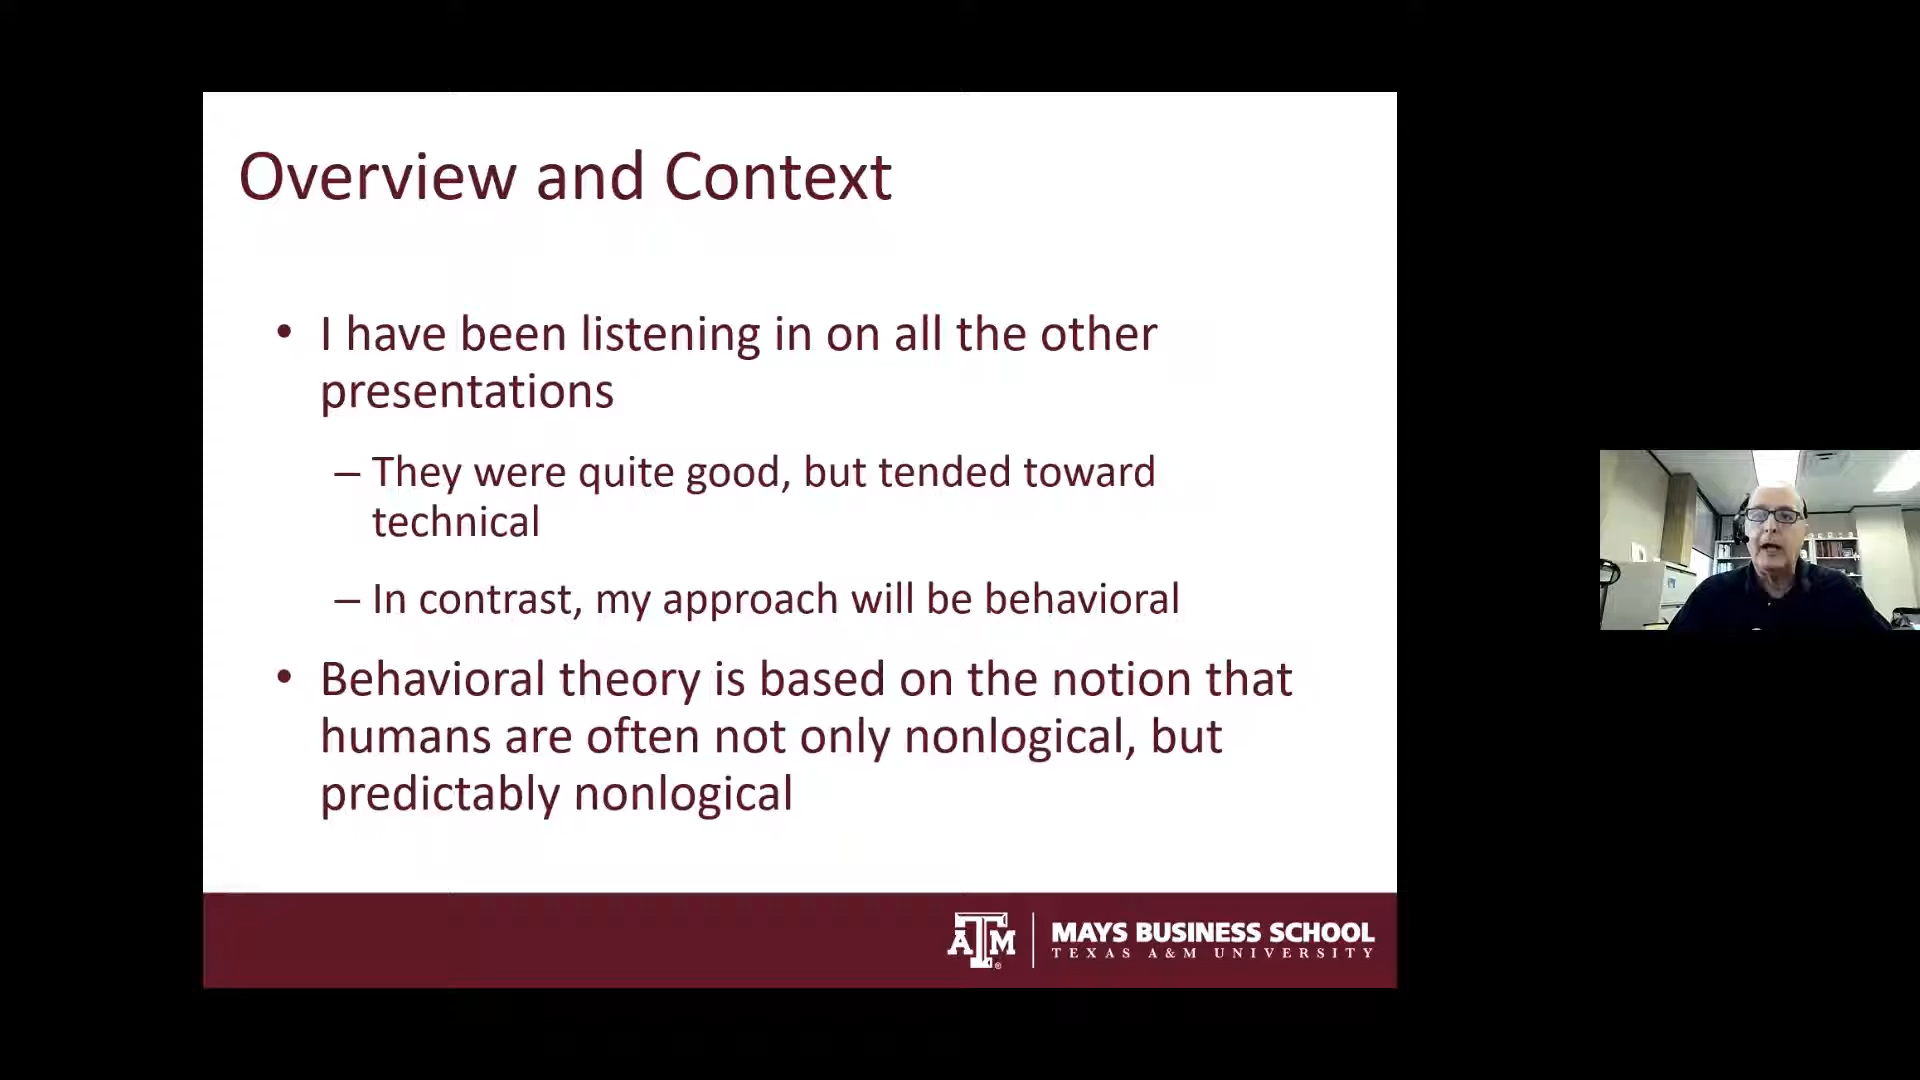 Overview and Context
• I have been listening in on all the other
presentations
– They were quite good, but tended toward
technical
– In contrast, my approach will be behavioral
• Behavioral theory is based on the notion that
humans are often not only nonlogical, but
predictably nonlogical
ATM ® MAYS BUSINESS SCHOOL
TEXAS A&M UNIVERSITY